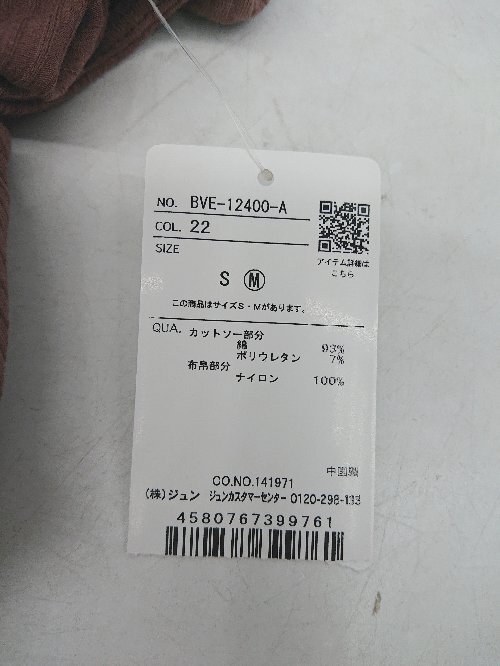 NO. BVE-12400-A
COL. 22
SIZE
アイテム詳細は
こちら
S M
この商品はサイズS・Mがあります。
QUA. カットソー部分
綿 93%
ポリウレタン 7%
布帛部分
ナイロン 100%
中国製
CO.NO.141971
(株)ジュン ジュンカスタマーセンター 0120-298-133
4580767399761